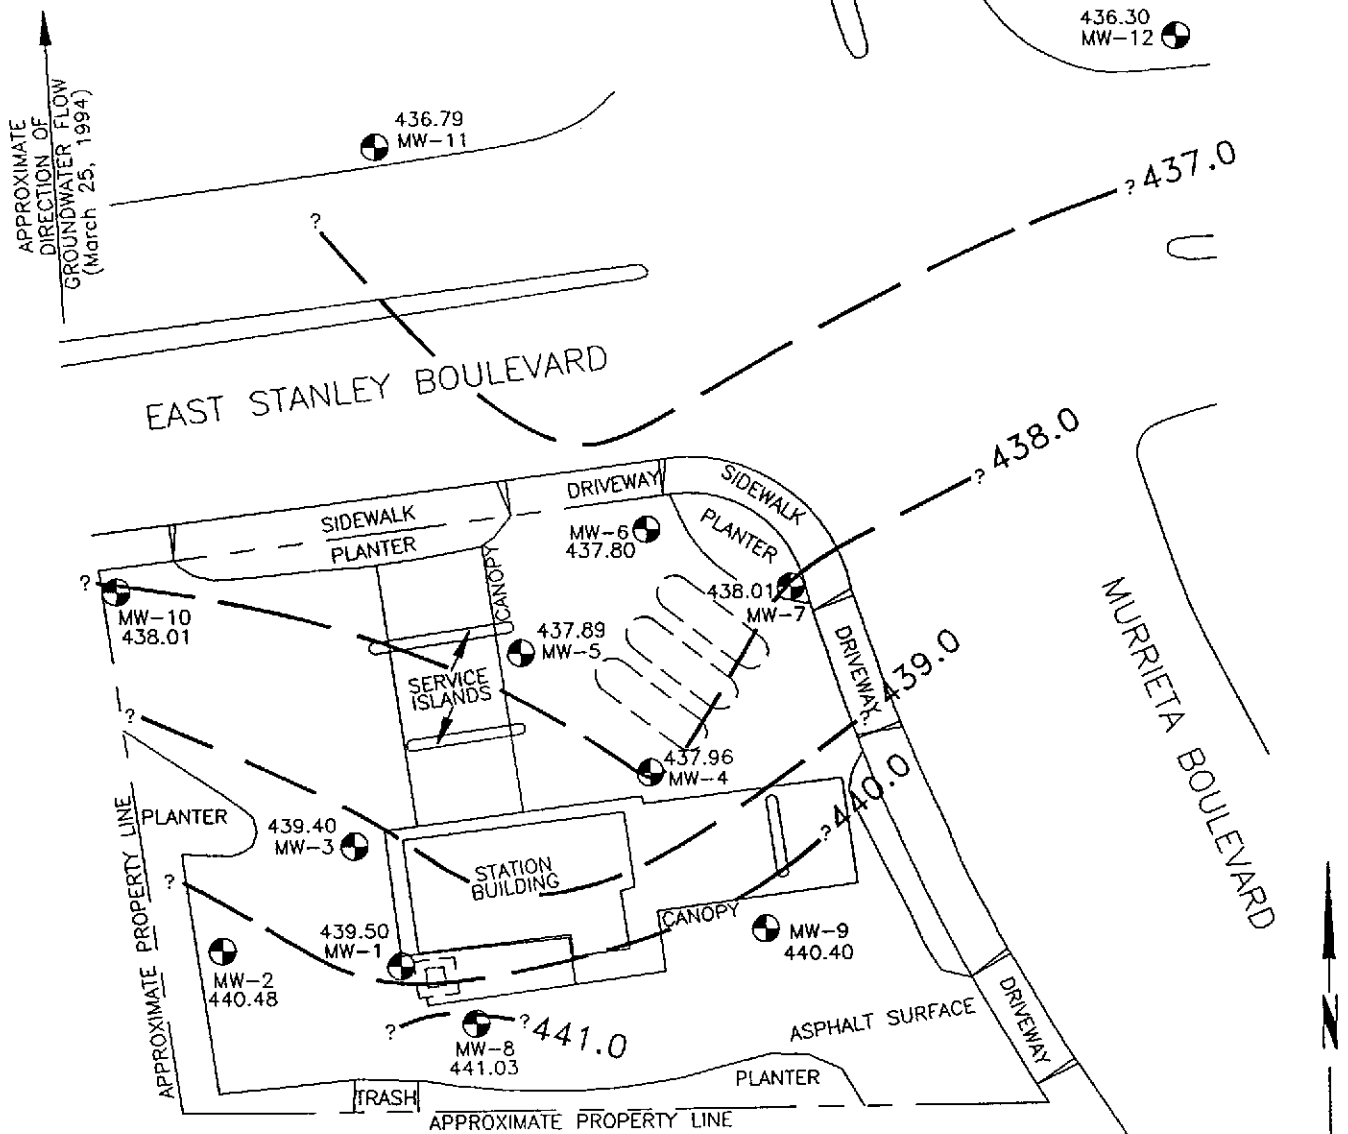 436.30
MW-12
APPROXIMATE
DIRECTION OF
GROUNDWATER FLOW
(March 25, 1994)
436.79
MW-11
? 437.0
?
EAST STANLEY BOULEVARD
? 438.0
SIDEWALK
DRIVEWAY
SIDEWALK
PLANTER
MW-6
437.80
PLANTER
CANOPY
?
MW-10
438.01
438.01
MW-7
437.89
MW-5
SERVICE
ISLANDS
DRIVEWAY
? 439.0
MURRIETA BOULEVARD
?
437.96
MW-4
PLANTER
439.40
MW-3
? 440.0
STATION
BUILDING
APPROXIMATE PROPERTY LINE
?
CANOPY
439.50
MW-1
MW-9
440.40
MW-2
440.48
DRIVEWAY
N
ASPHALT SURFACE
?
? 441.0
MW-8
441.03
PLANTER
TRASH
APPROXIMATE PROPERTY LINE